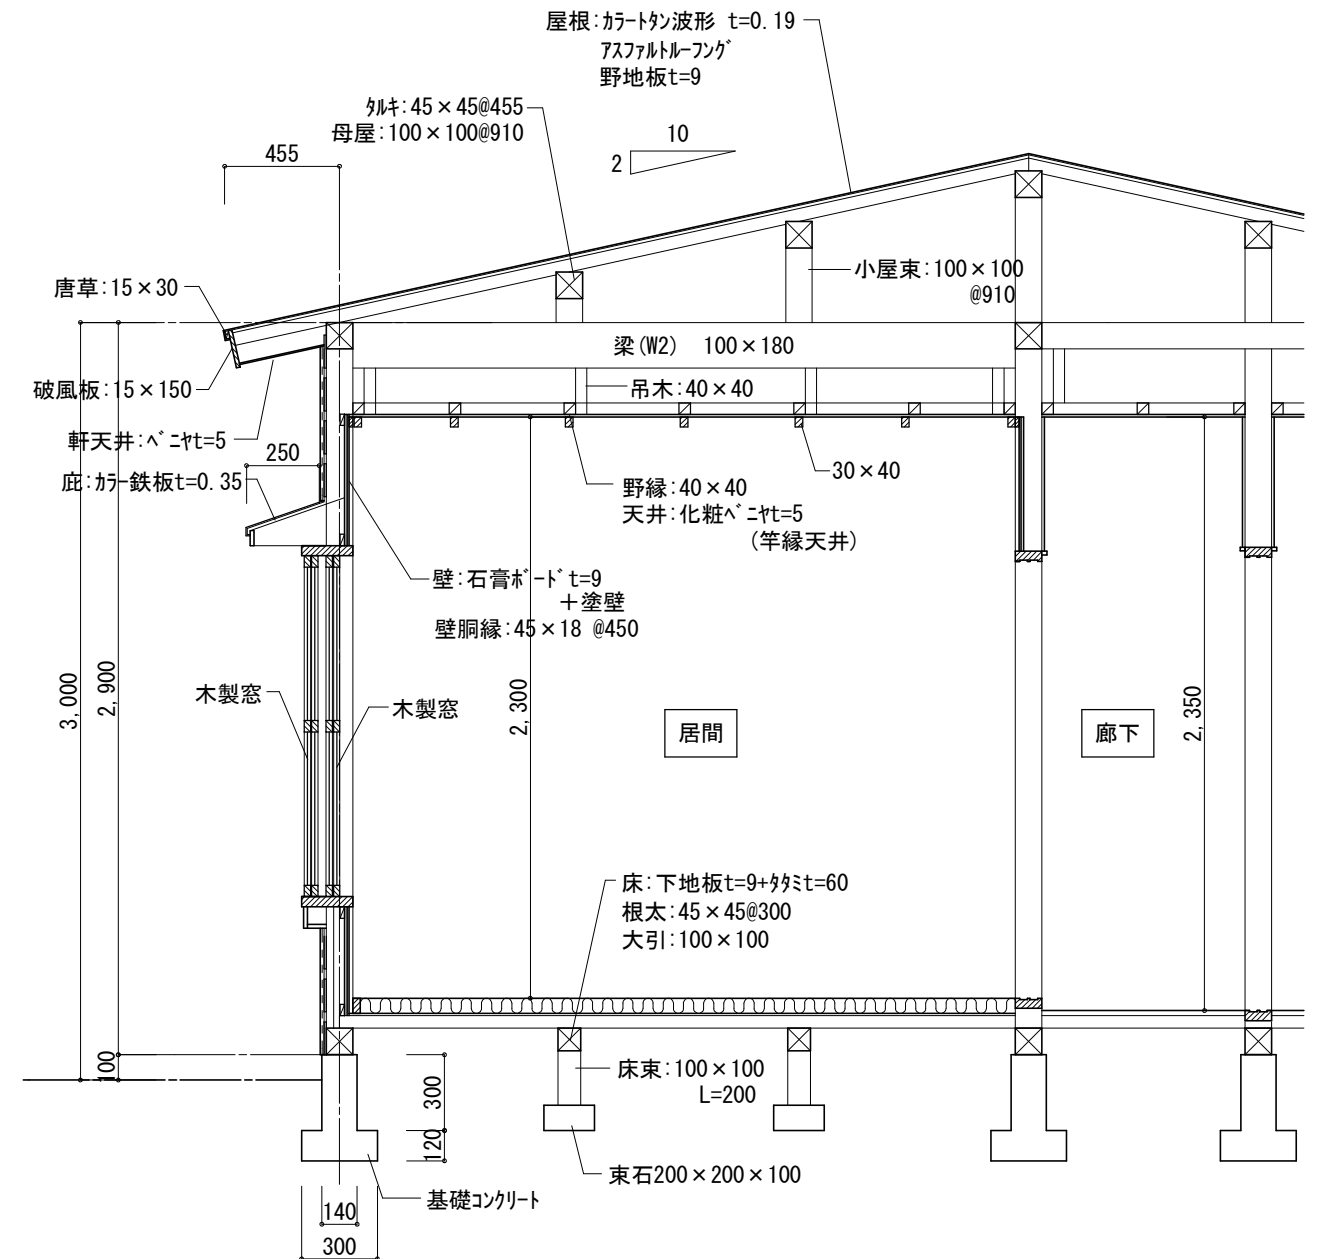 屋根:ｶﾗｰﾄﾀﾝ波形 t=0.19
ｱｽﾌｧﾙﾄﾙｰﾌﾝｸﾞ
野地板t=9
ﾀﾙｷ:45×45@455
母屋:100×100@910
10
2
455
小屋束:100×100
@910
唐草:15×30
梁(W2) 100×180
破風板:15×150
吊木:40×40
軒天井:ﾍﾞﾆﾔt=5
250
30×40
庇:ｶﾗｰ鉄板t=0.35
野縁:40×40
天井:化粧ﾍﾞﾆﾔt=5
(竿縁天井)
壁:石膏ﾎﾞｰﾄﾞt=9
＋塗壁
壁胴縁:45×18 @450
3,000
2,900
木製窓
木製窓
2,300
居間
廊下
2,350
床:下地板t=9+ﾀﾀﾐt=60
根太:45×45@300
大引:100×100
100
300
床束:100×100
L=200
120
束石200×200×100
基礎ｺﾝｸﾘｰﾄ
140
300